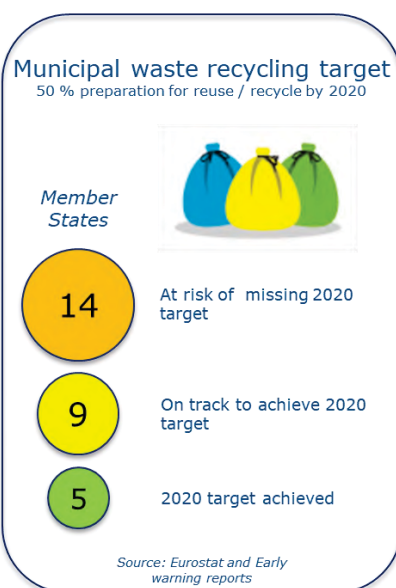 Municipal waste recycling target
50 % preparation for reuse / recycle by 2020
Member
States
14
At risk of missing 2020
target
9
On track to achieve 2020
target
5
2020 target achieved
Source: Eurostat and Early
warning reports